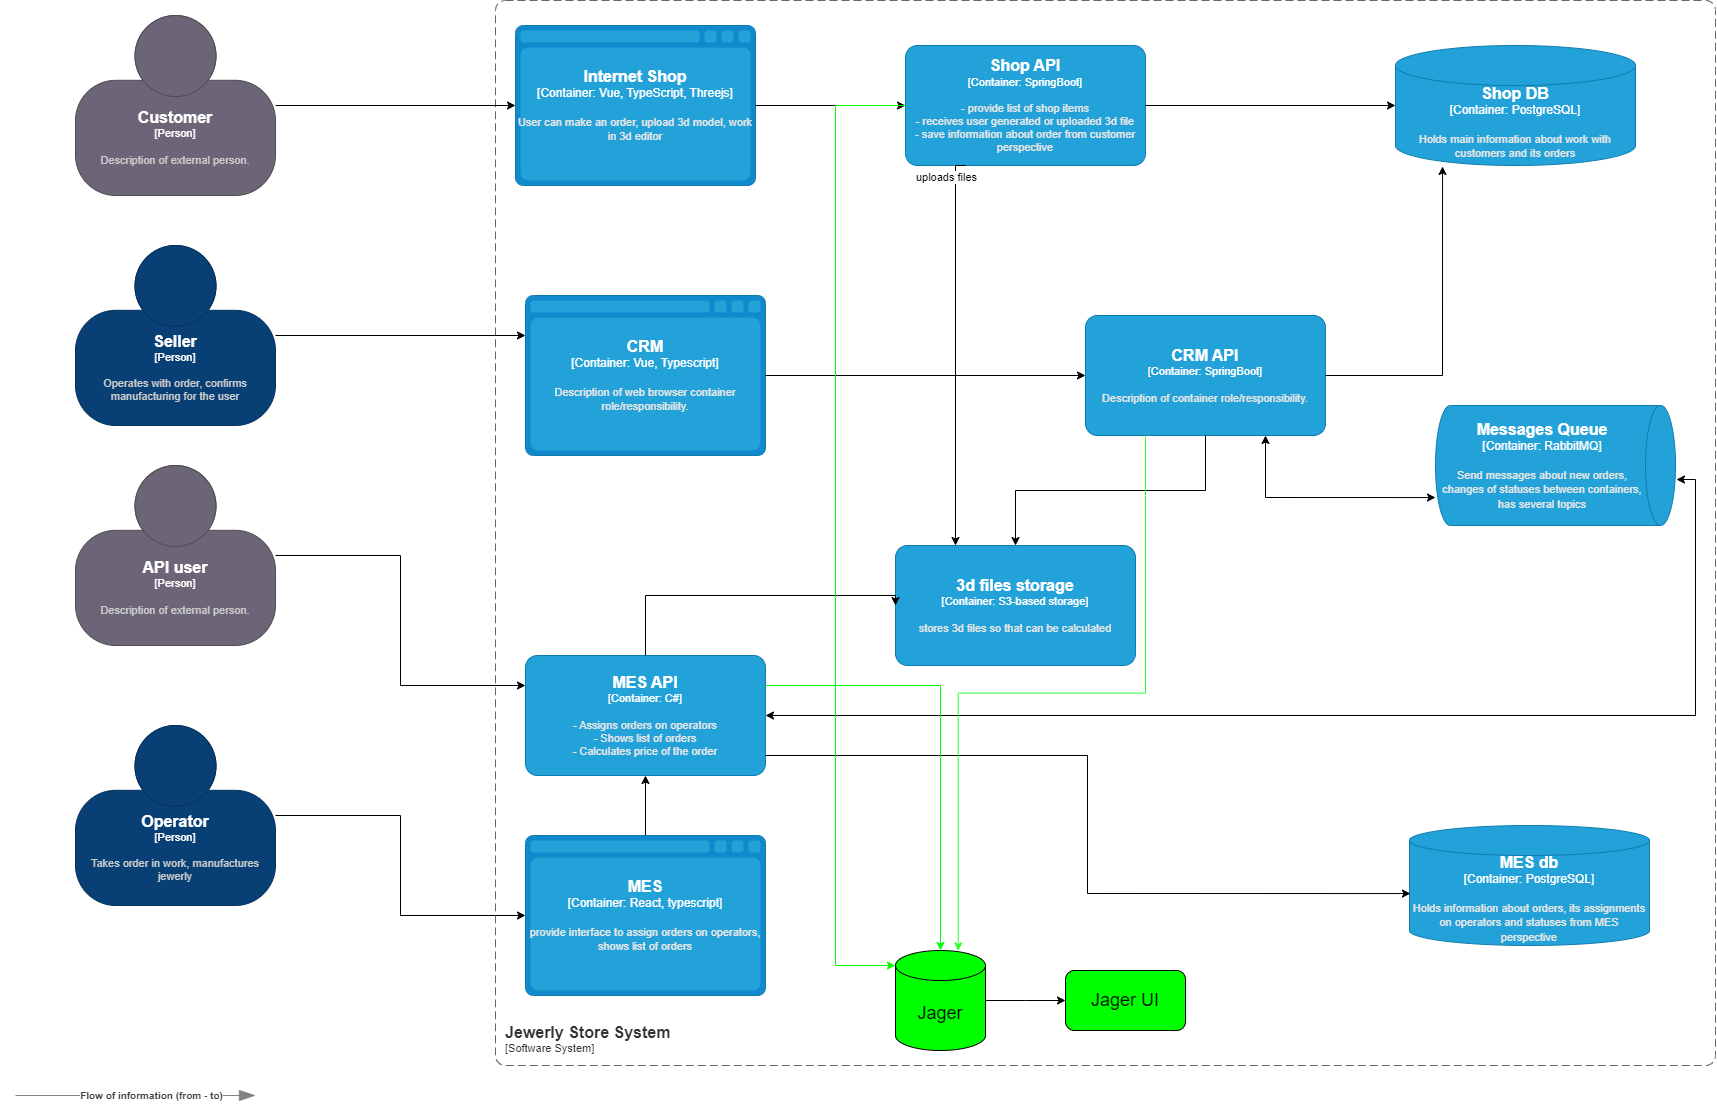 Customer
[Person]
Description of external person.
Internet Shop
[Container: Vue, TypeScript, Threejs]
User can make an order, upload 3d model, work
in 3d editor
Shop API
[Container: SpringBoot]
- provide list of shop items
- receives user generated or uploaded 3d file
- save information about order from customer
perspective
uploads files
Shop DB
[Container: PostgreSQL]
Holds main information about work with
customers and its orders
Seller
[Person]
Operates with order, confirms
manufacturing for the user
CRM
[Container: Vue, Typescript]
Description of web browser container
role/responsibility.
CRM API
[Container: SpringBoot]
Description of container role/responsibility.
Messages Queue
[Container: RabbitMQ]
Send messages about new orders,
changes of statuses between containers,
has several topics
API user
[Person]
Description of external person.
3d files storage
[Container: S3-based storage]
stores 3d files so that can be calculated
MES API
[Container: C#]
- Assigns orders on operators
- Shows list of orders
- Calculates price of the order
Operator
[Person]
Takes order in work, manufactures
jewerly
MES
[Container: React, typescript]
provide interface to assign orders on operators,
shows list of orders
MES db
[Container: PostgreSQL]
Holds information about orders, its assignments
on operators and statuses from MES
perspective
Jager
Jager UI
Jewerly Store System
[Software System]
Flow of information (from - to)